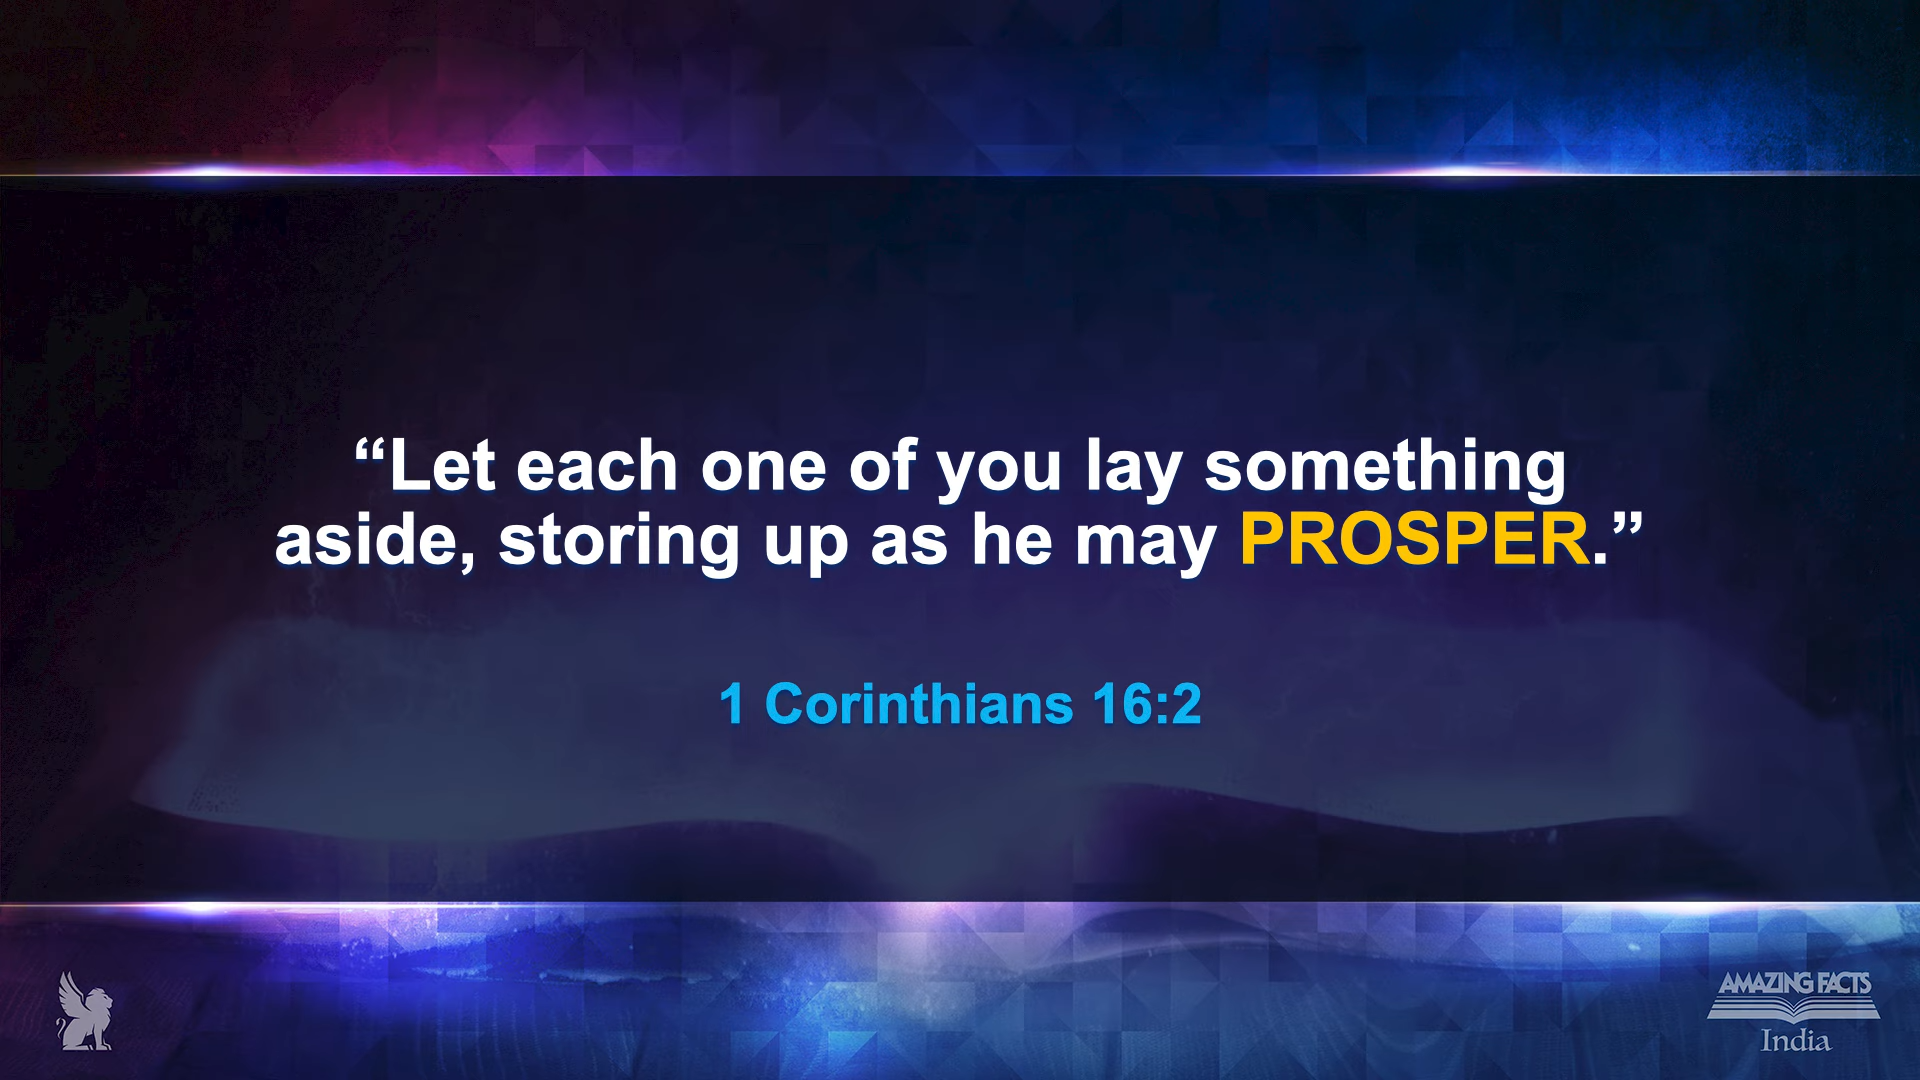 “Let each one of you lay something
aside, storing up as he may PROSPER.”
1 Corinthians 16:2
AMAZING FACTS
India